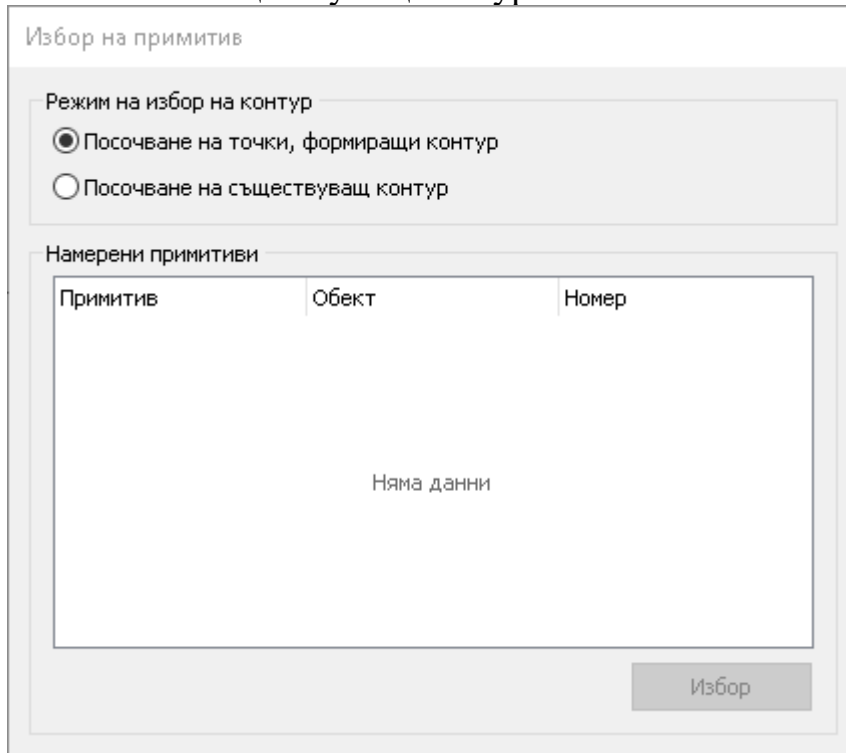 Избор на примитив
Режим на избор на контур
Посочване на точки, формиращи контур
Посочване на съществуващ контур
Намерени примитиви
Примитив Обект Номер
Няма данни
Избор